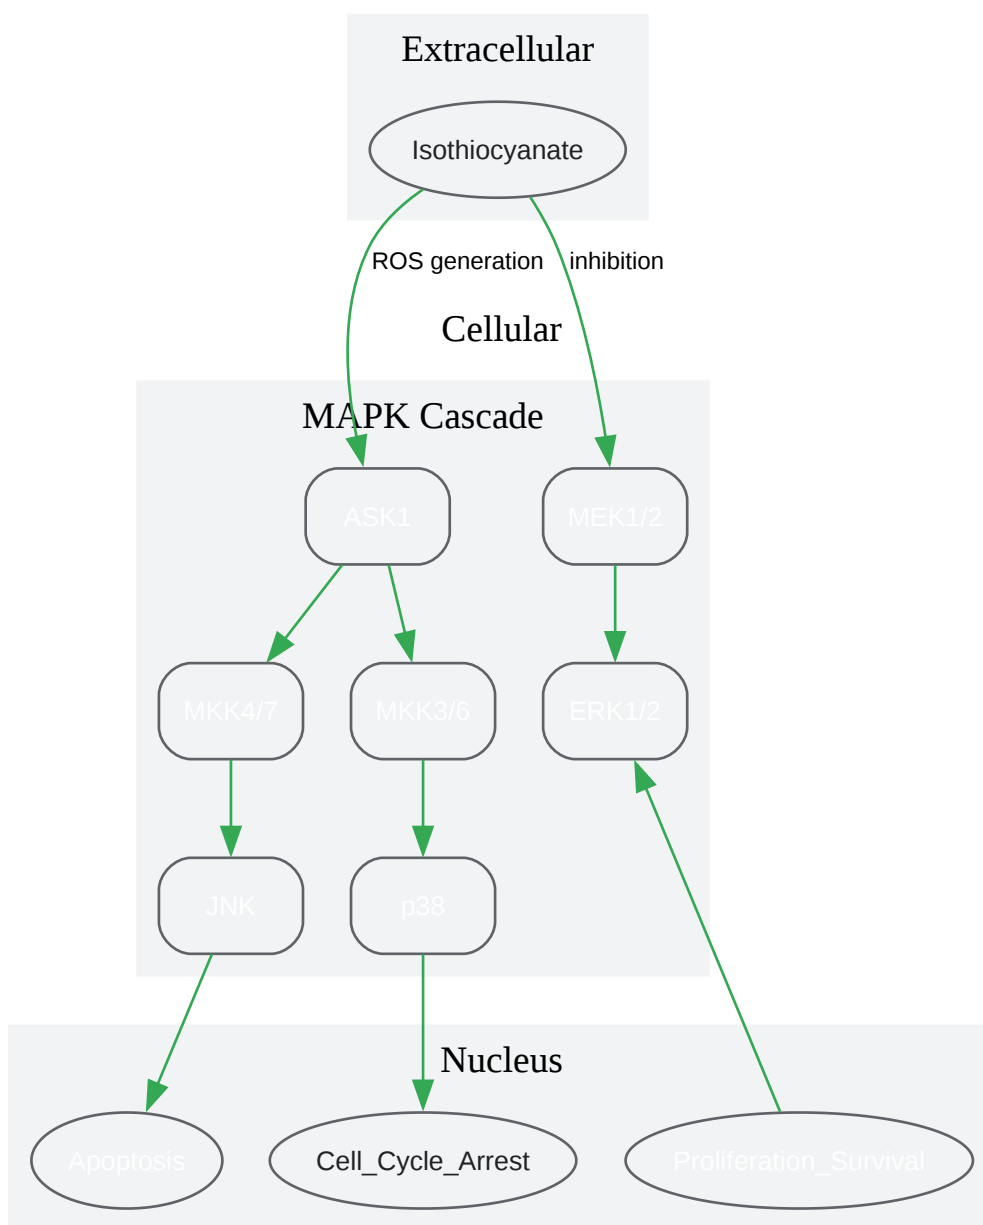 Extracellular
Isothiocyanate
ROS generation
inhibition
Cellular
MAPK Cascade
ASK1
MEK1/2
MKK4/7
MKK3/6
ERK1/2
JNK
p38
Nucleus
Apoptosis
Cell_Cycle_Arrest
Proliferation_Survival